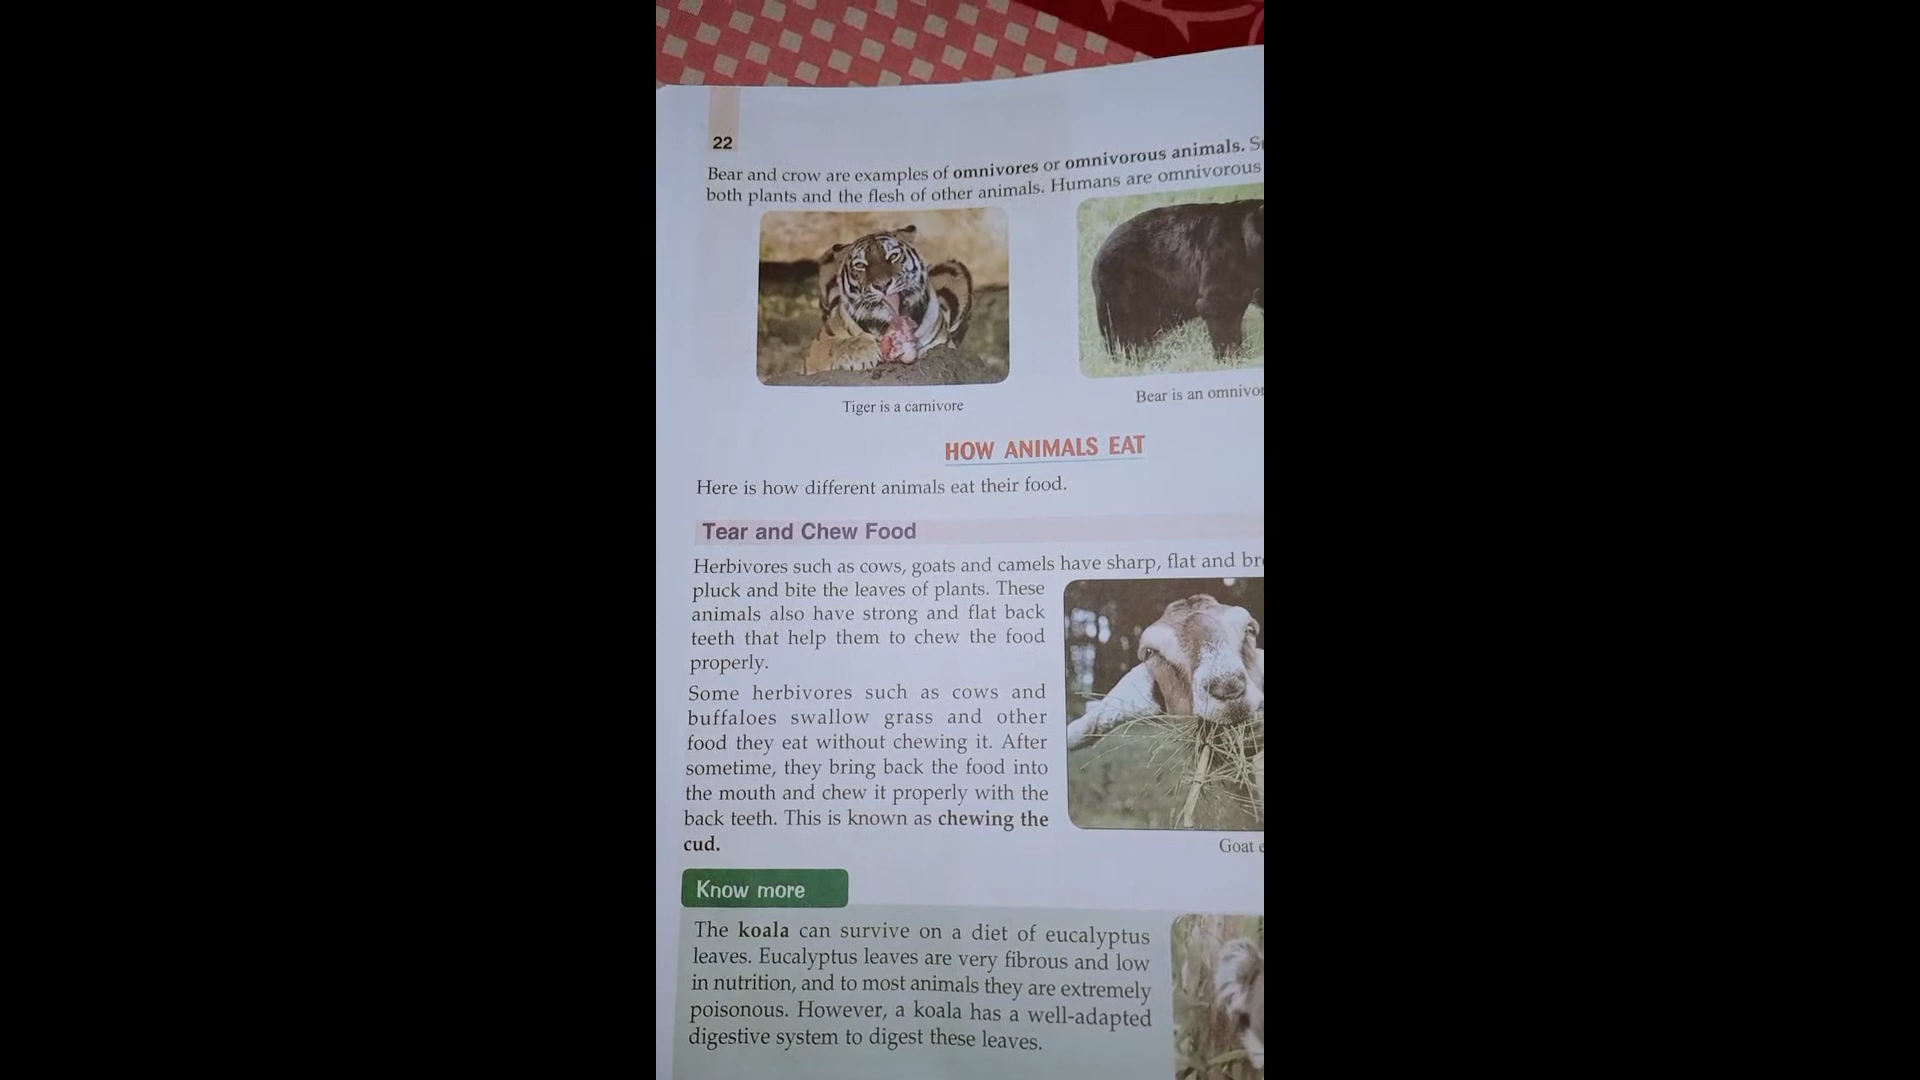 22
Bear and crow are examples of omnivores or omnivorous animals.
both plants and the flesh of other animals. Humans are omnivorous
Tiger is a carnivore
Bear is an
HOW ANIMALS EAT
Here is how different animals eat their food.
Tear and Chew Food
Herbivores such as cows, goats and camels have sharp, flat and
pluck and bite the leaves of plants. These
animals also have strong and flat back
teeth that help them to chew the food
properly.
Some herbivores such as cows and
buffaloes swallow grass and other
food they eat without chewing it. After
sometime, they bring back the food into
the mouth and chew it properly with the
back teeth. This is known as chewing the
cud.
Goat
Know more
The koala can survive on a diet of eucalyptus
leaves. Eucalyptus leaves are very fibrous and low
in nutrition, and to most animals they are extremely
poisonous. However, a koala has a well-adapted
digestive system to digest these leaves.